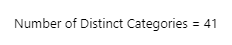 Number of Distinct Categories = 41